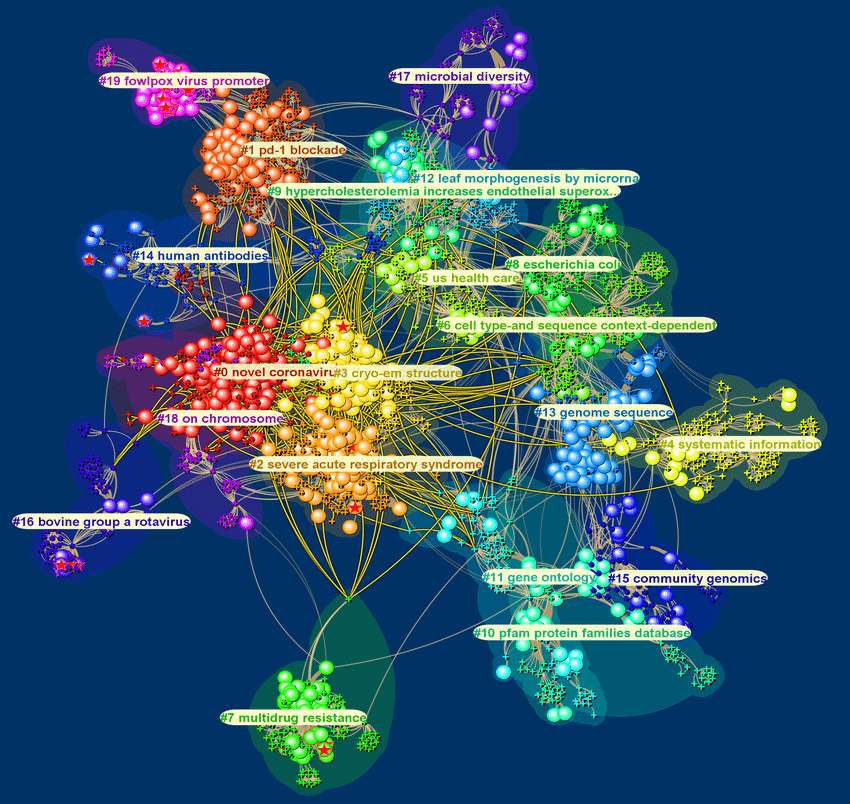 #17 microbial diversity
#19 fowlpox virus promoter
#1 pd-1 blockade
#12 leaf morphogenesis by microrna
#9 hypercholesterolemia increases endothelial superox...
#14 human antibodies
#8 escherichia coli
#5 us health care
#6 cell type-and sequence context-dependent
#0 novel coronaviru
#3 cryo-em structure
#13 genome sequence
#18 on chromosome
#4 systematic information
#2 severe acute respiratory syndrome
#16 bovine group a rotavirus
#11 gene ontology
#15 community genomics
#10 pfam protein families database
#7 multidrug resistance